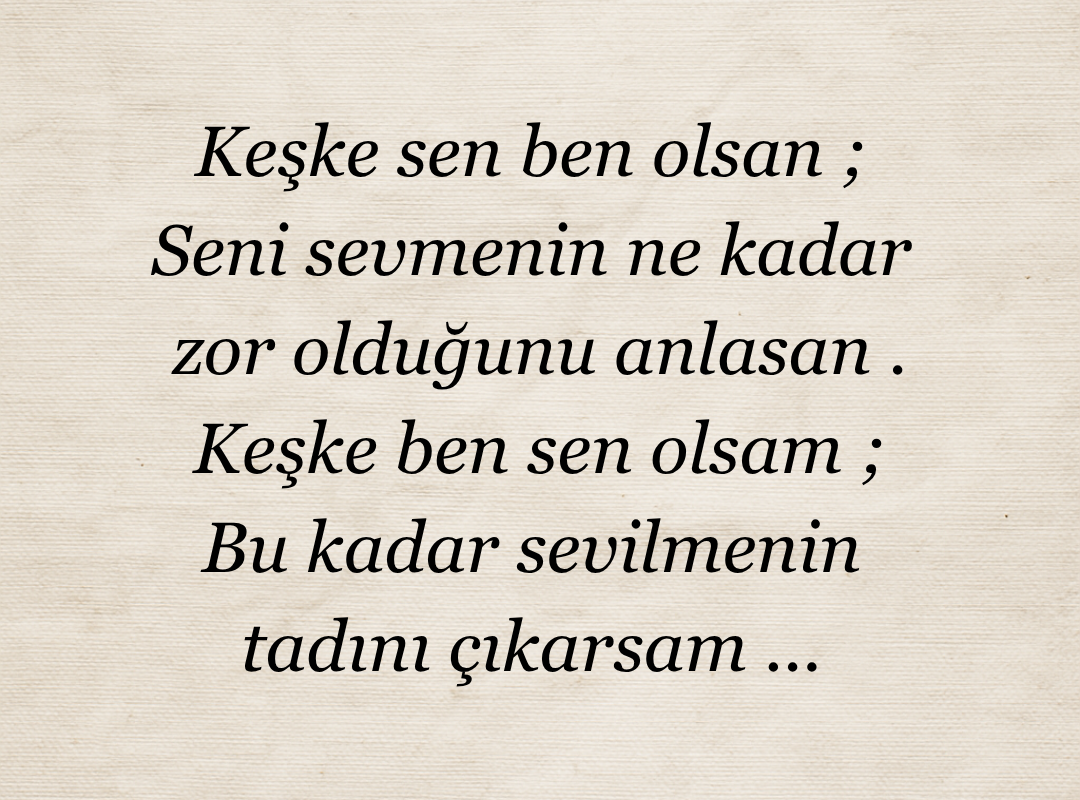 Keşke sen ben olsan ;
Seni sevmenin ne kadar
zor olduğunu anlasan .
Keşke ben sen olsam ;
Bu kadar sevilmenin
tadını çıkarsam ...